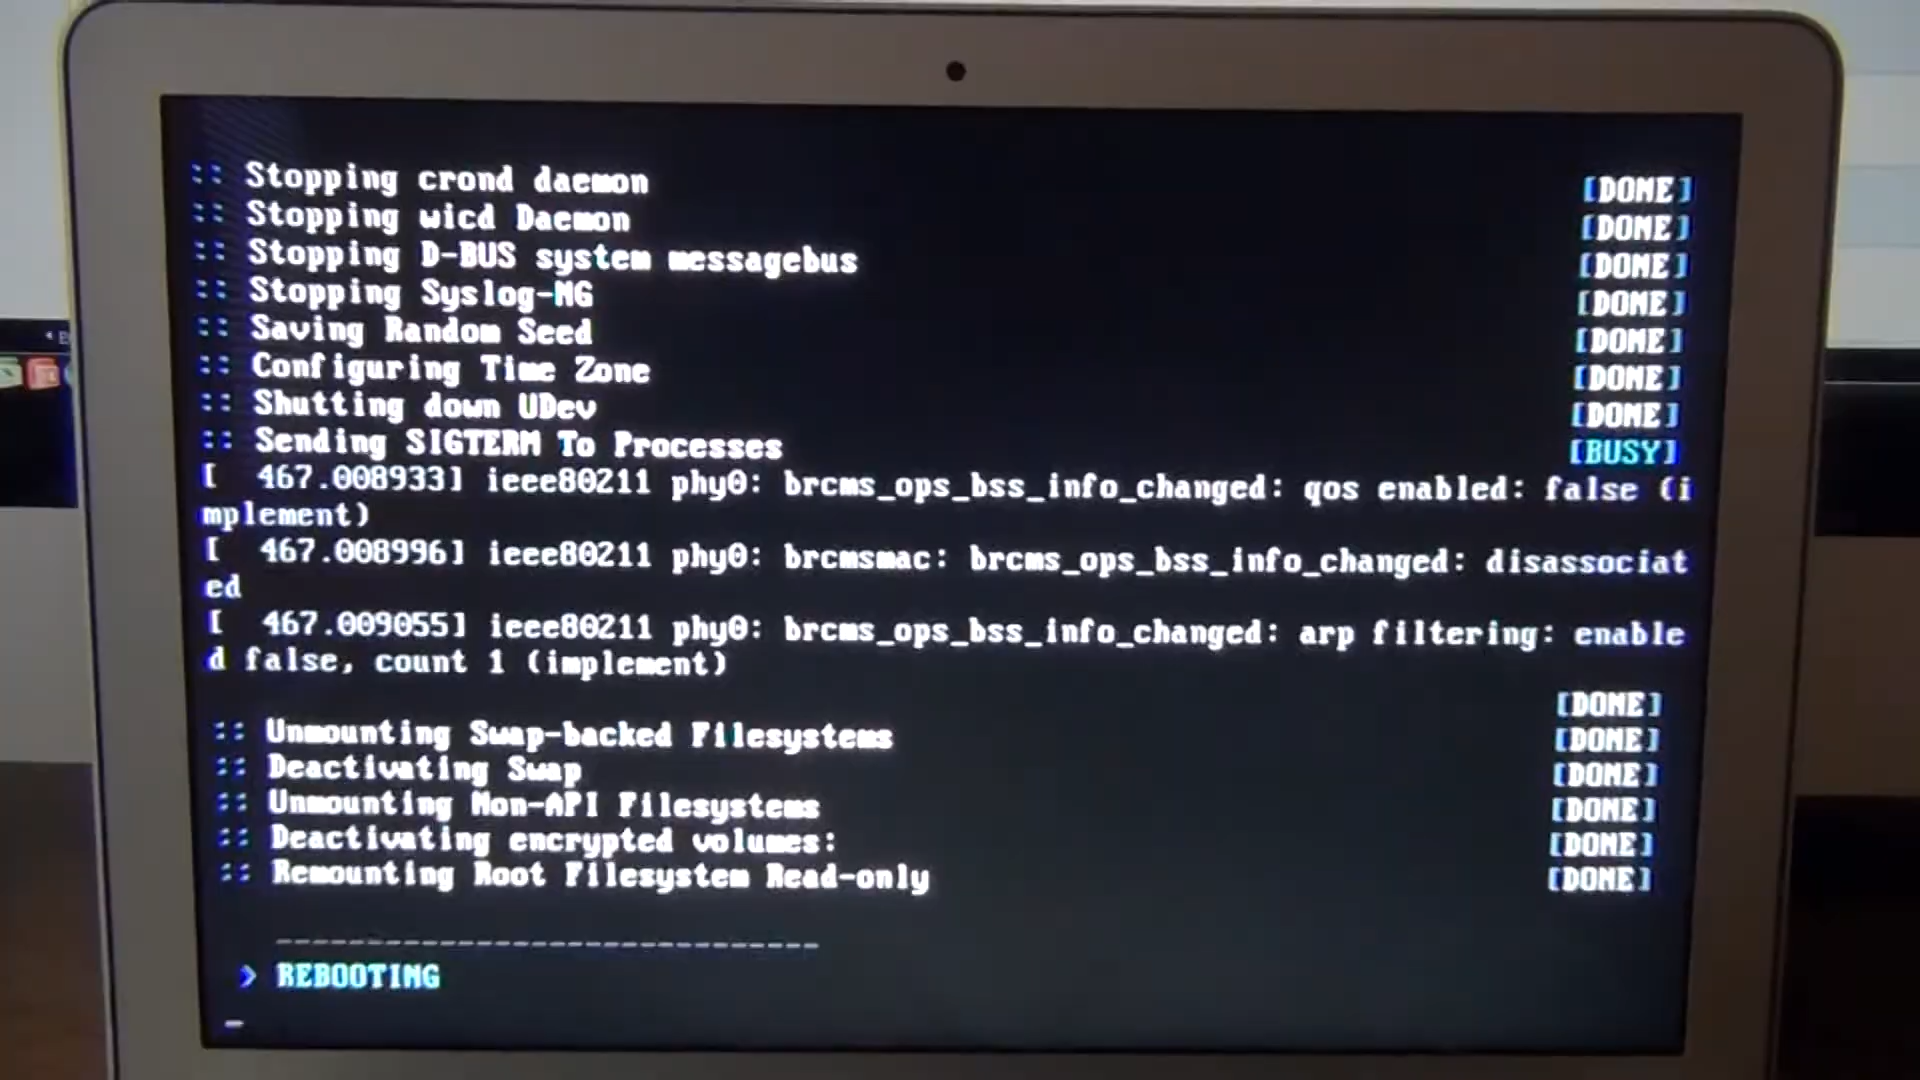 :: Stopping crond daemon [DONE]
:: Stopping wicd Daemon [DONE]
:: Stopping D-BUS system messagebus [DONE]
:: Stopping Syslog-NG [DONE]
:: Saving Random Seed [DONE]
:: Configuring Time Zone [DONE]
:: Shutting down UDev [DONE]
:: Sending SIGTERM To Processes [BUSY]
[  467.008933] ieee80211 phy0: brcms_ops_bss_info_changed: qos enabled: false (i
mplement)
[  467.008996] ieee80211 phy0: brcmsmac: brcms_ops_bss_info_changed: disassociat
ed
[  467.009055] ieee80211 phy0: brcms_ops_bss_info_changed: arp filtering: enable
d false, count 1 (implement)
[DONE]
:: Unmounting Swap-backed Filesystems [DONE]
:: Deactivating Swap [DONE]
:: Unmounting Non-API Filesystems [DONE]
:: Deactivating encrypted volumes: [DONE]
:: Remounting Root Filesystem Read-only [DONE]
------------------------------
> REBOOTING
_